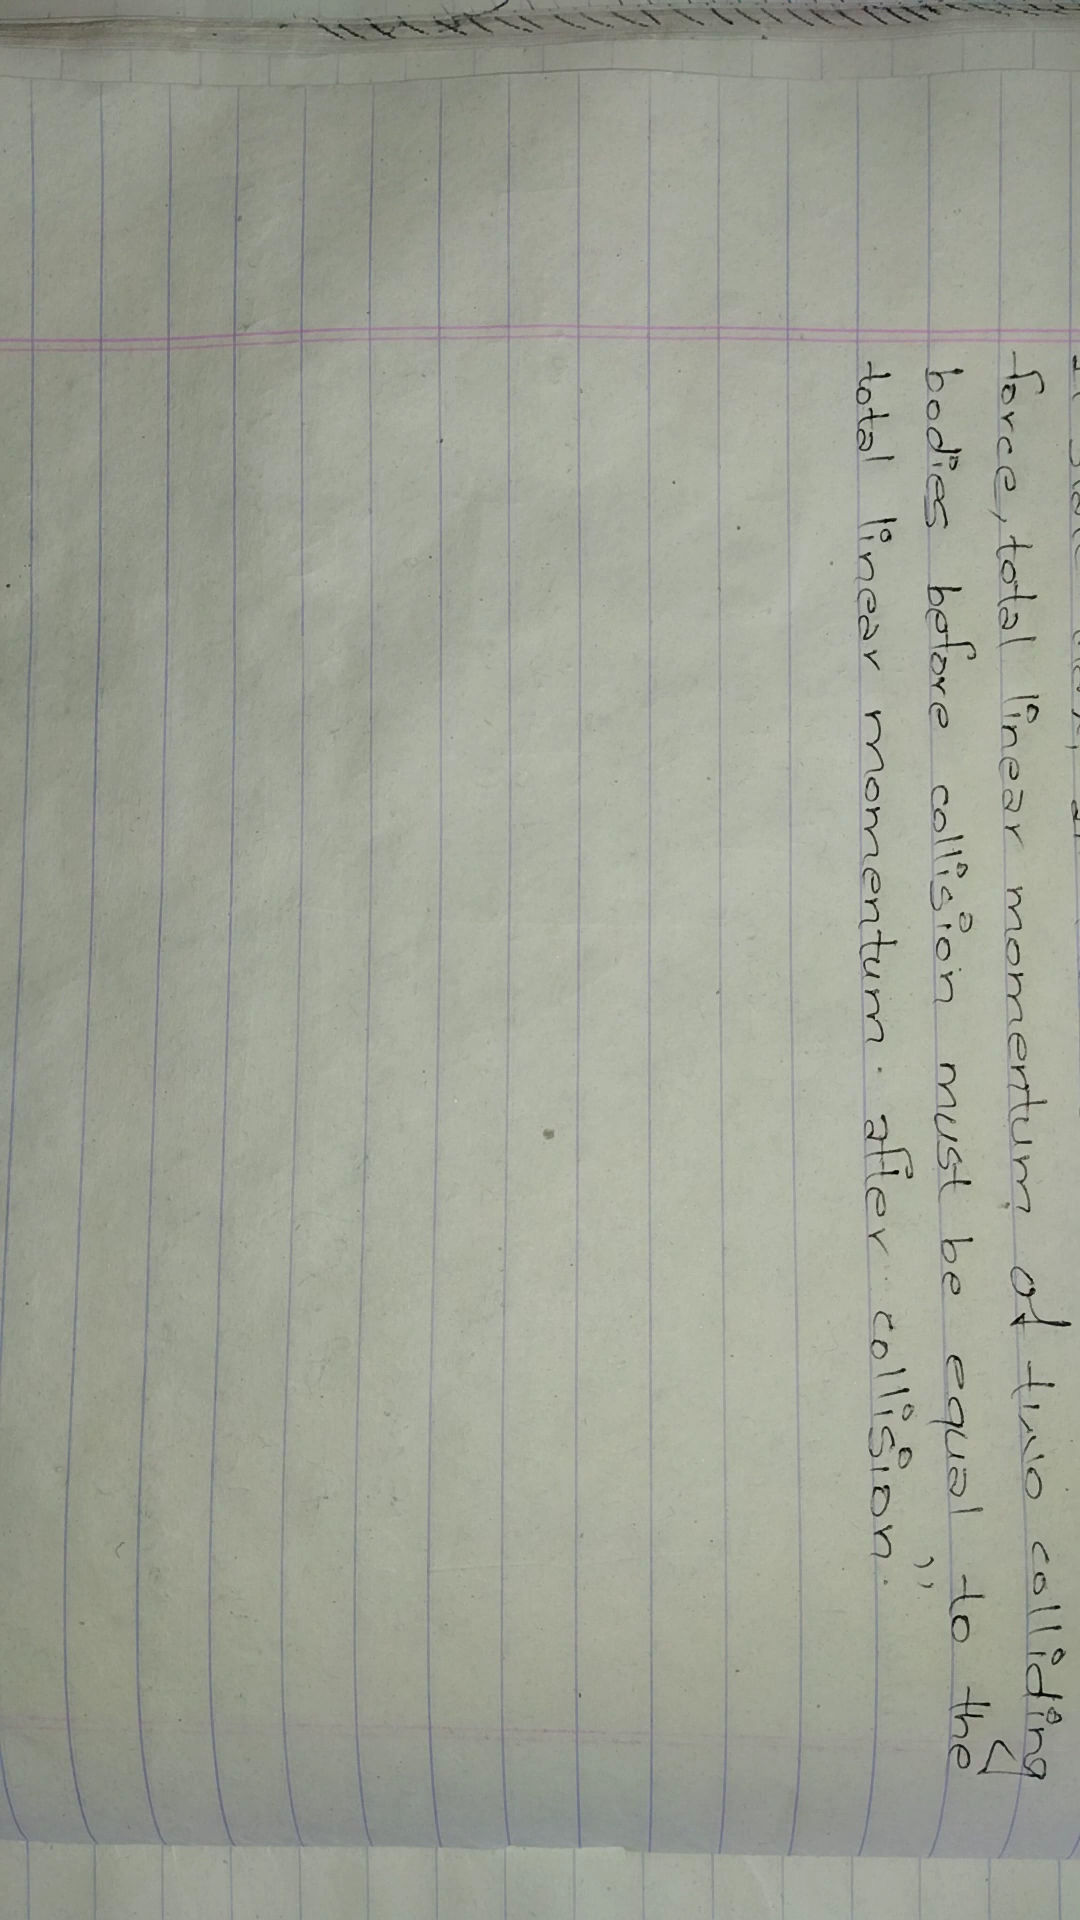 force, total linear momentum of two colliding
bodies before collision must be equal to the
total linear momentum. after collision."